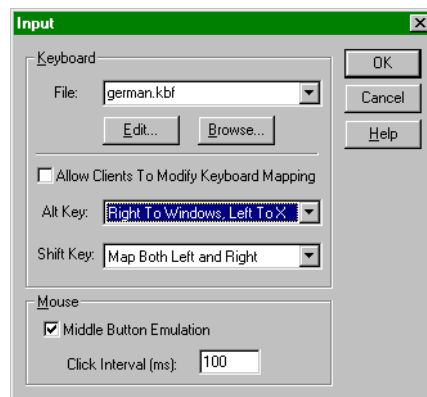 Input
Keyboard
OK
File: german.kbf
Cancel
Edit... Browse...
Help
Allow Clients To Modify Keyboard Mapping
Alt Key: Right To Windows, Left To X
Shift Key: Map Both Left and Right
Mouse
Middle Button Emulation
Click Interval (ms): 100